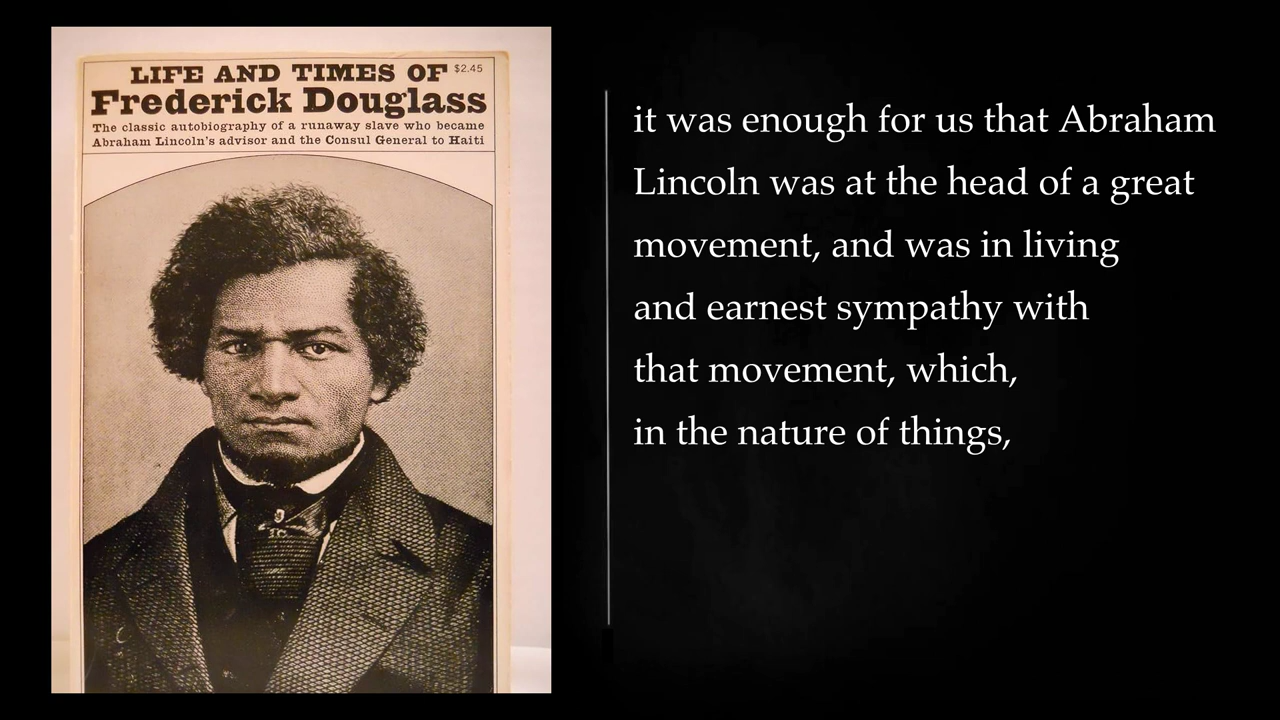 LIFE AND TIMES OF $2.45
Frederick Douglass
The classic autobiography of a runaway slave who became
Abraham Lincoln's advisor and the Consul General to Haiti
it was enough for us that Abraham
Lincoln was at the head of a great
movement, and was in living
and earnest sympathy with
that movement, which,
in the nature of things,